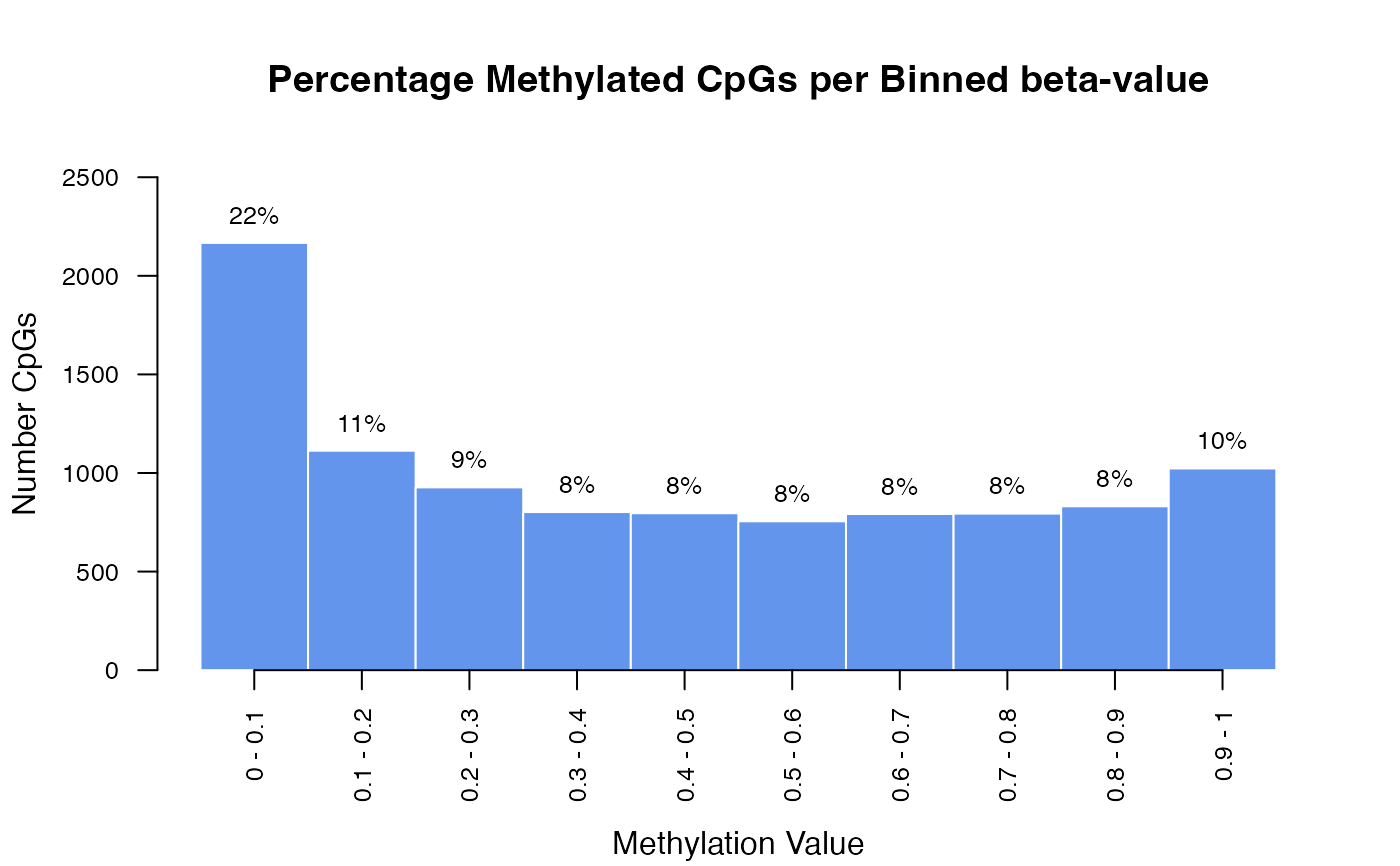 Percentage Methylated CpGs per Binned beta-value
Number CpGs
2500
2000
1500
1000
500
0
22%
11%
9%
8%
8%
8%
8%
8%
8%
10%
0 - 0.1
0.1 - 0.2
0.2 - 0.3
0.3 - 0.4
0.4 - 0.5
0.5 - 0.6
0.6 - 0.7
0.7 - 0.8
0.8 - 0.9
0.9 - 1
Methylation Value